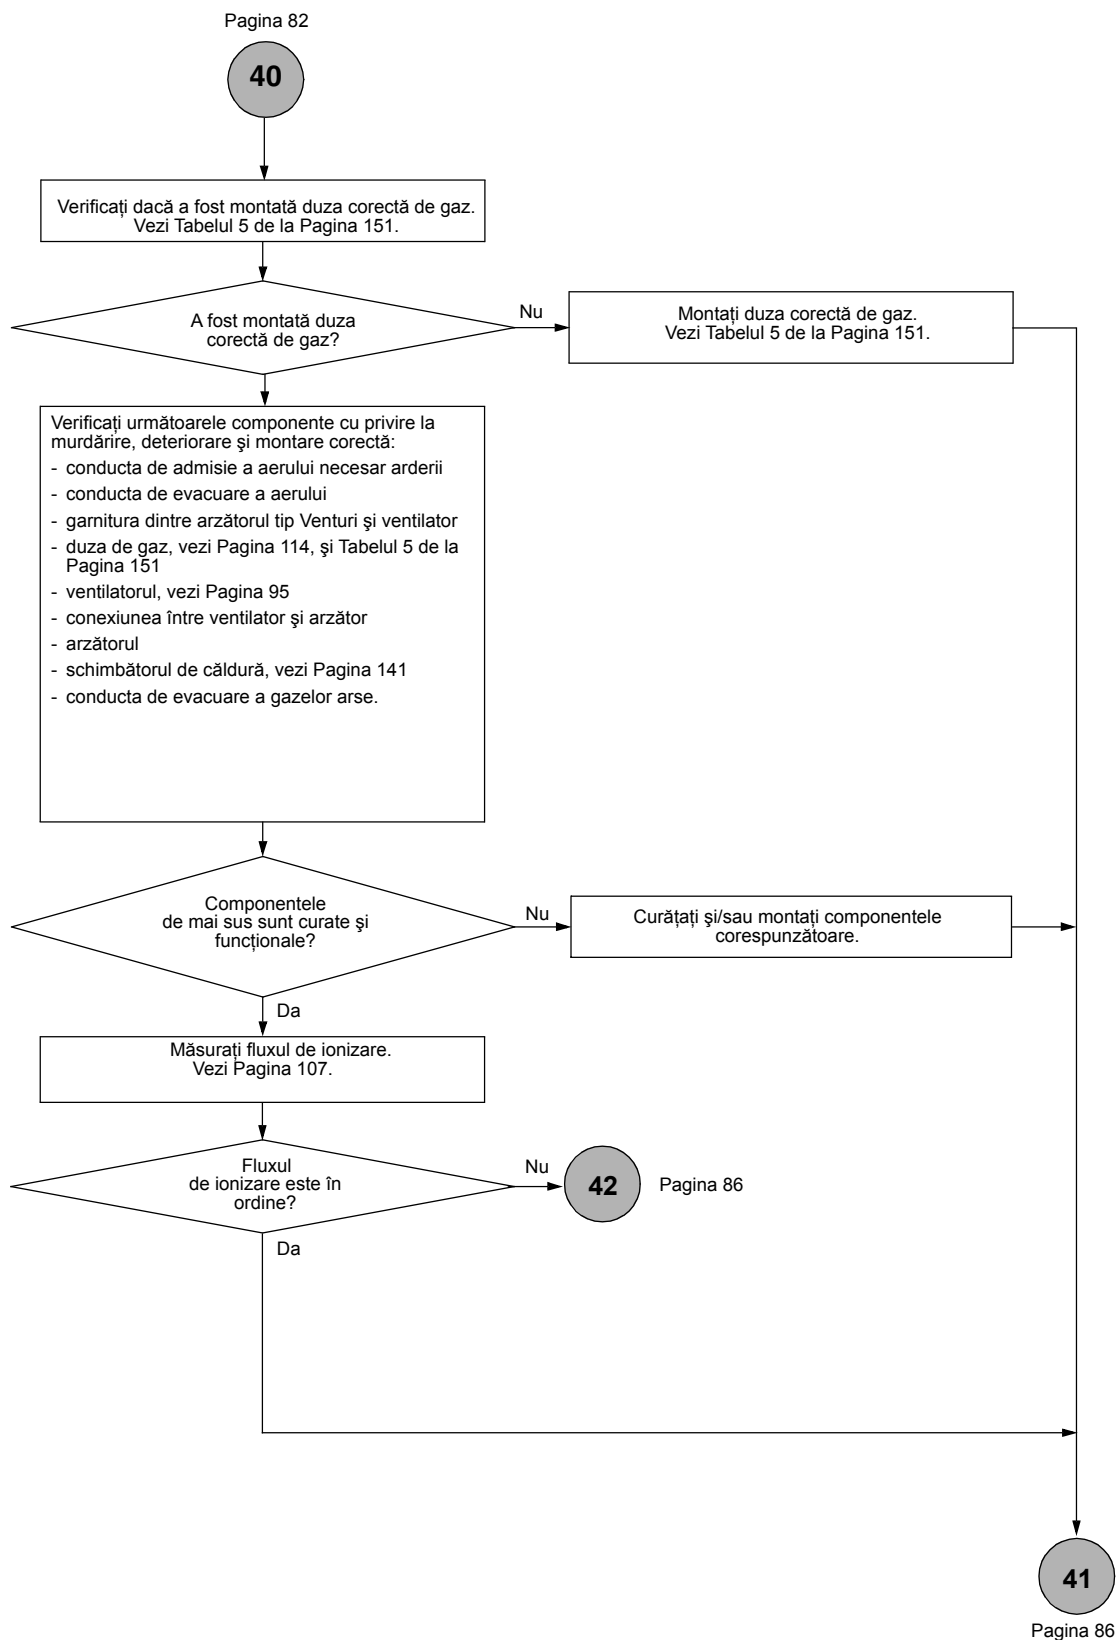 Pagina 82
40
Verificați dacă a fost montată duza corectă de gaz.
Vezi Tabelul 5 de la Pagina 151.
A fost montată duza
corectă de gaz?
Nu
Montați duza corectă de gaz.
Vezi Tabelul 5 de la Pagina 151.
Verificați următoarele componente cu privire la
murdărire, deteriorare şi montare corectă:
- conducta de admisie a aerului necesar arderii
- conducta de evacuare a aerului
- garnitura dintre arzătorul tip Venturi şi ventilator
- duza de gaz, vezi Pagina 114, şi Tabelul 5 de la
Pagina 151
- ventilatorul, vezi Pagina 95
- conexiunea între ventilator şi arzător
- arzătorul
- schimbătorul de căldură, vezi Pagina 141
- conducta de evacuare a gazelor arse.
Componentele
de mai sus sunt curate şi
funcționale?
Nu
Curățați şi/sau montați componentele
corespunzătoare.
Da
Măsurați fluxul de ionizare.
Vezi Pagina 107.
Fluxul
de ionizare este în
ordine?
Nu
42
Pagina 86
Da
41
Pagina 86